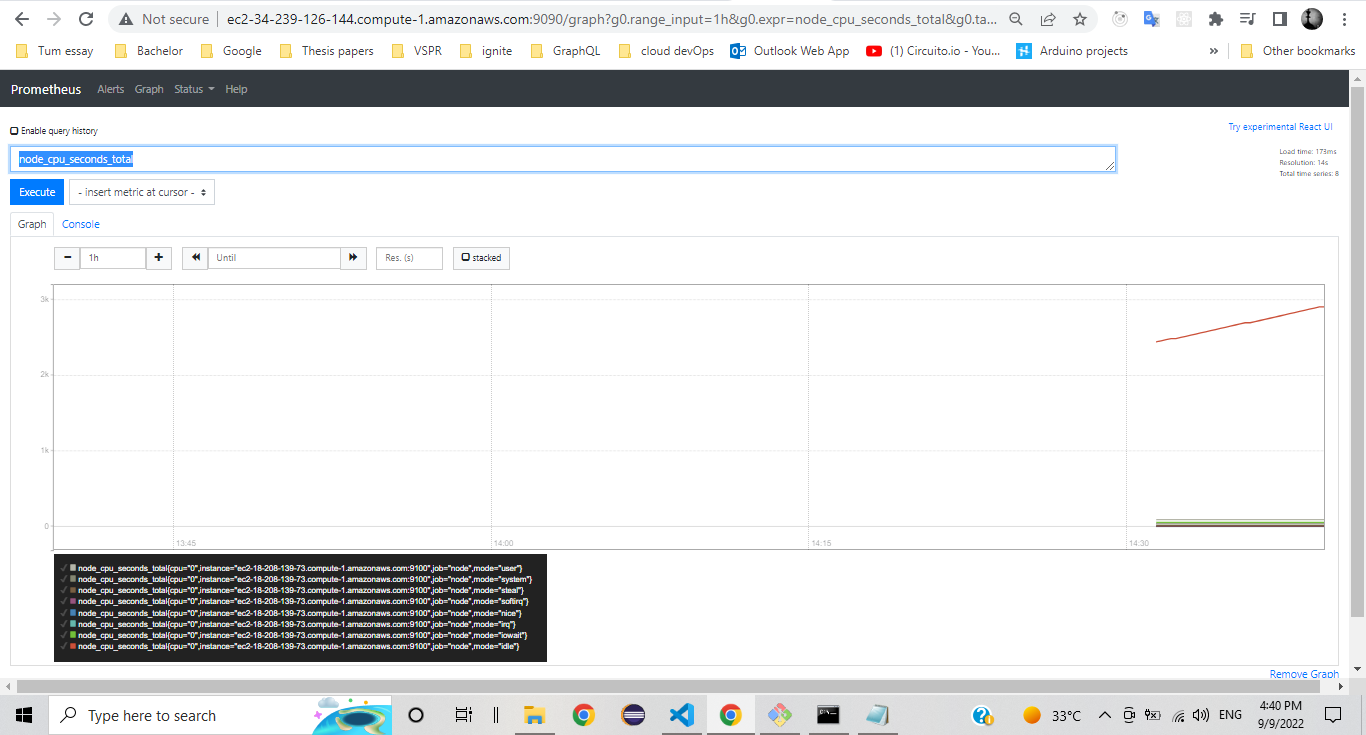 Not secure ec2-34-239-126-144.compute-1.amazonaws.com:9090/graph?g0.range_input=1h&g0.expr=node_cpu_seconds_total&g0.ta...
Tum essay Bachelor Google Thesis papers VSPR ignite GraphQL cloud devOps Outlook Web App (1) Circuito.io - You... Arduino projects » Other bookmarks
Prometheus Alerts Graph Status Help
Enable query history
Try experimental React UI
node_cpu_seconds_total
Load time: 173ms
Resolution: 14s
Total time series: 8
Execute - insert metric at cursor -
Graph Console
1h Until Res. (s) stacked
3k
2k
1k
0
13:45 14:00 14:15 14:30
node_cpu_seconds_total{cpu="0",instance="ec2-18-208-139-73.compute-1.amazonaws.com:9100",job="node",mode="user"}
node_cpu_seconds_total{cpu="0",instance="ec2-18-208-139-73.compute-1.amazonaws.com:9100",job="node",mode="system"}
node_cpu_seconds_total{cpu="0",instance="ec2-18-208-139-73.compute-1.amazonaws.com:9100",job="node",mode="steal"}
node_cpu_seconds_total{cpu="0",instance="ec2-18-208-139-73.compute-1.amazonaws.com:9100",job="node",mode="softirq"}
node_cpu_seconds_total{cpu="0",instance="ec2-18-208-139-73.compute-1.amazonaws.com:9100",job="node",mode="nice"}
node_cpu_seconds_total{cpu="0",instance="ec2-18-208-139-73.compute-1.amazonaws.com:9100",job="node",mode="irq"}
node_cpu_seconds_total{cpu="0",instance="ec2-18-208-139-73.compute-1.amazonaws.com:9100",job="node",mode="iowait"}
node_cpu_seconds_total{cpu="0",instance="ec2-18-208-139-73.compute-1.amazonaws.com:9100",job="node",mode="idle"}
Remove Graph
Type here to search
33°C
ENG
4:40 PM
9/9/2022